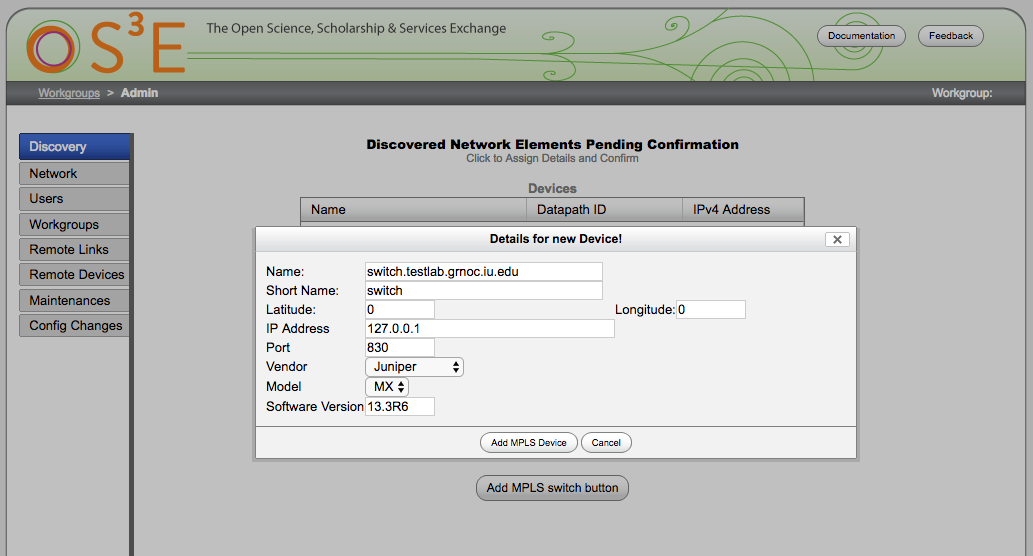 OS3E
The Open Science, Scholarship & Services Exchange
Documentation
Feedback
Workgroups > Admin
Workgroup:
Discovery
Network
Users
Workgroups
Remote Links
Remote Devices
Maintenances
Config Changes
Discovered Network Elements Pending Confirmation
Click to Assign Details and Confirm
Devices
Name Datapath ID IPv4 Address
Details for new Device!
Name: switch.testlab.grnoc.iu.edu
Short Name: switch
Latitude: 0 Longitude: 0
IP Address 127.0.0.1
Port 830
Vendor Juniper
Model MX
Software Version 13.3R6
Add MPLS Device Cancel
Add MPLS switch button